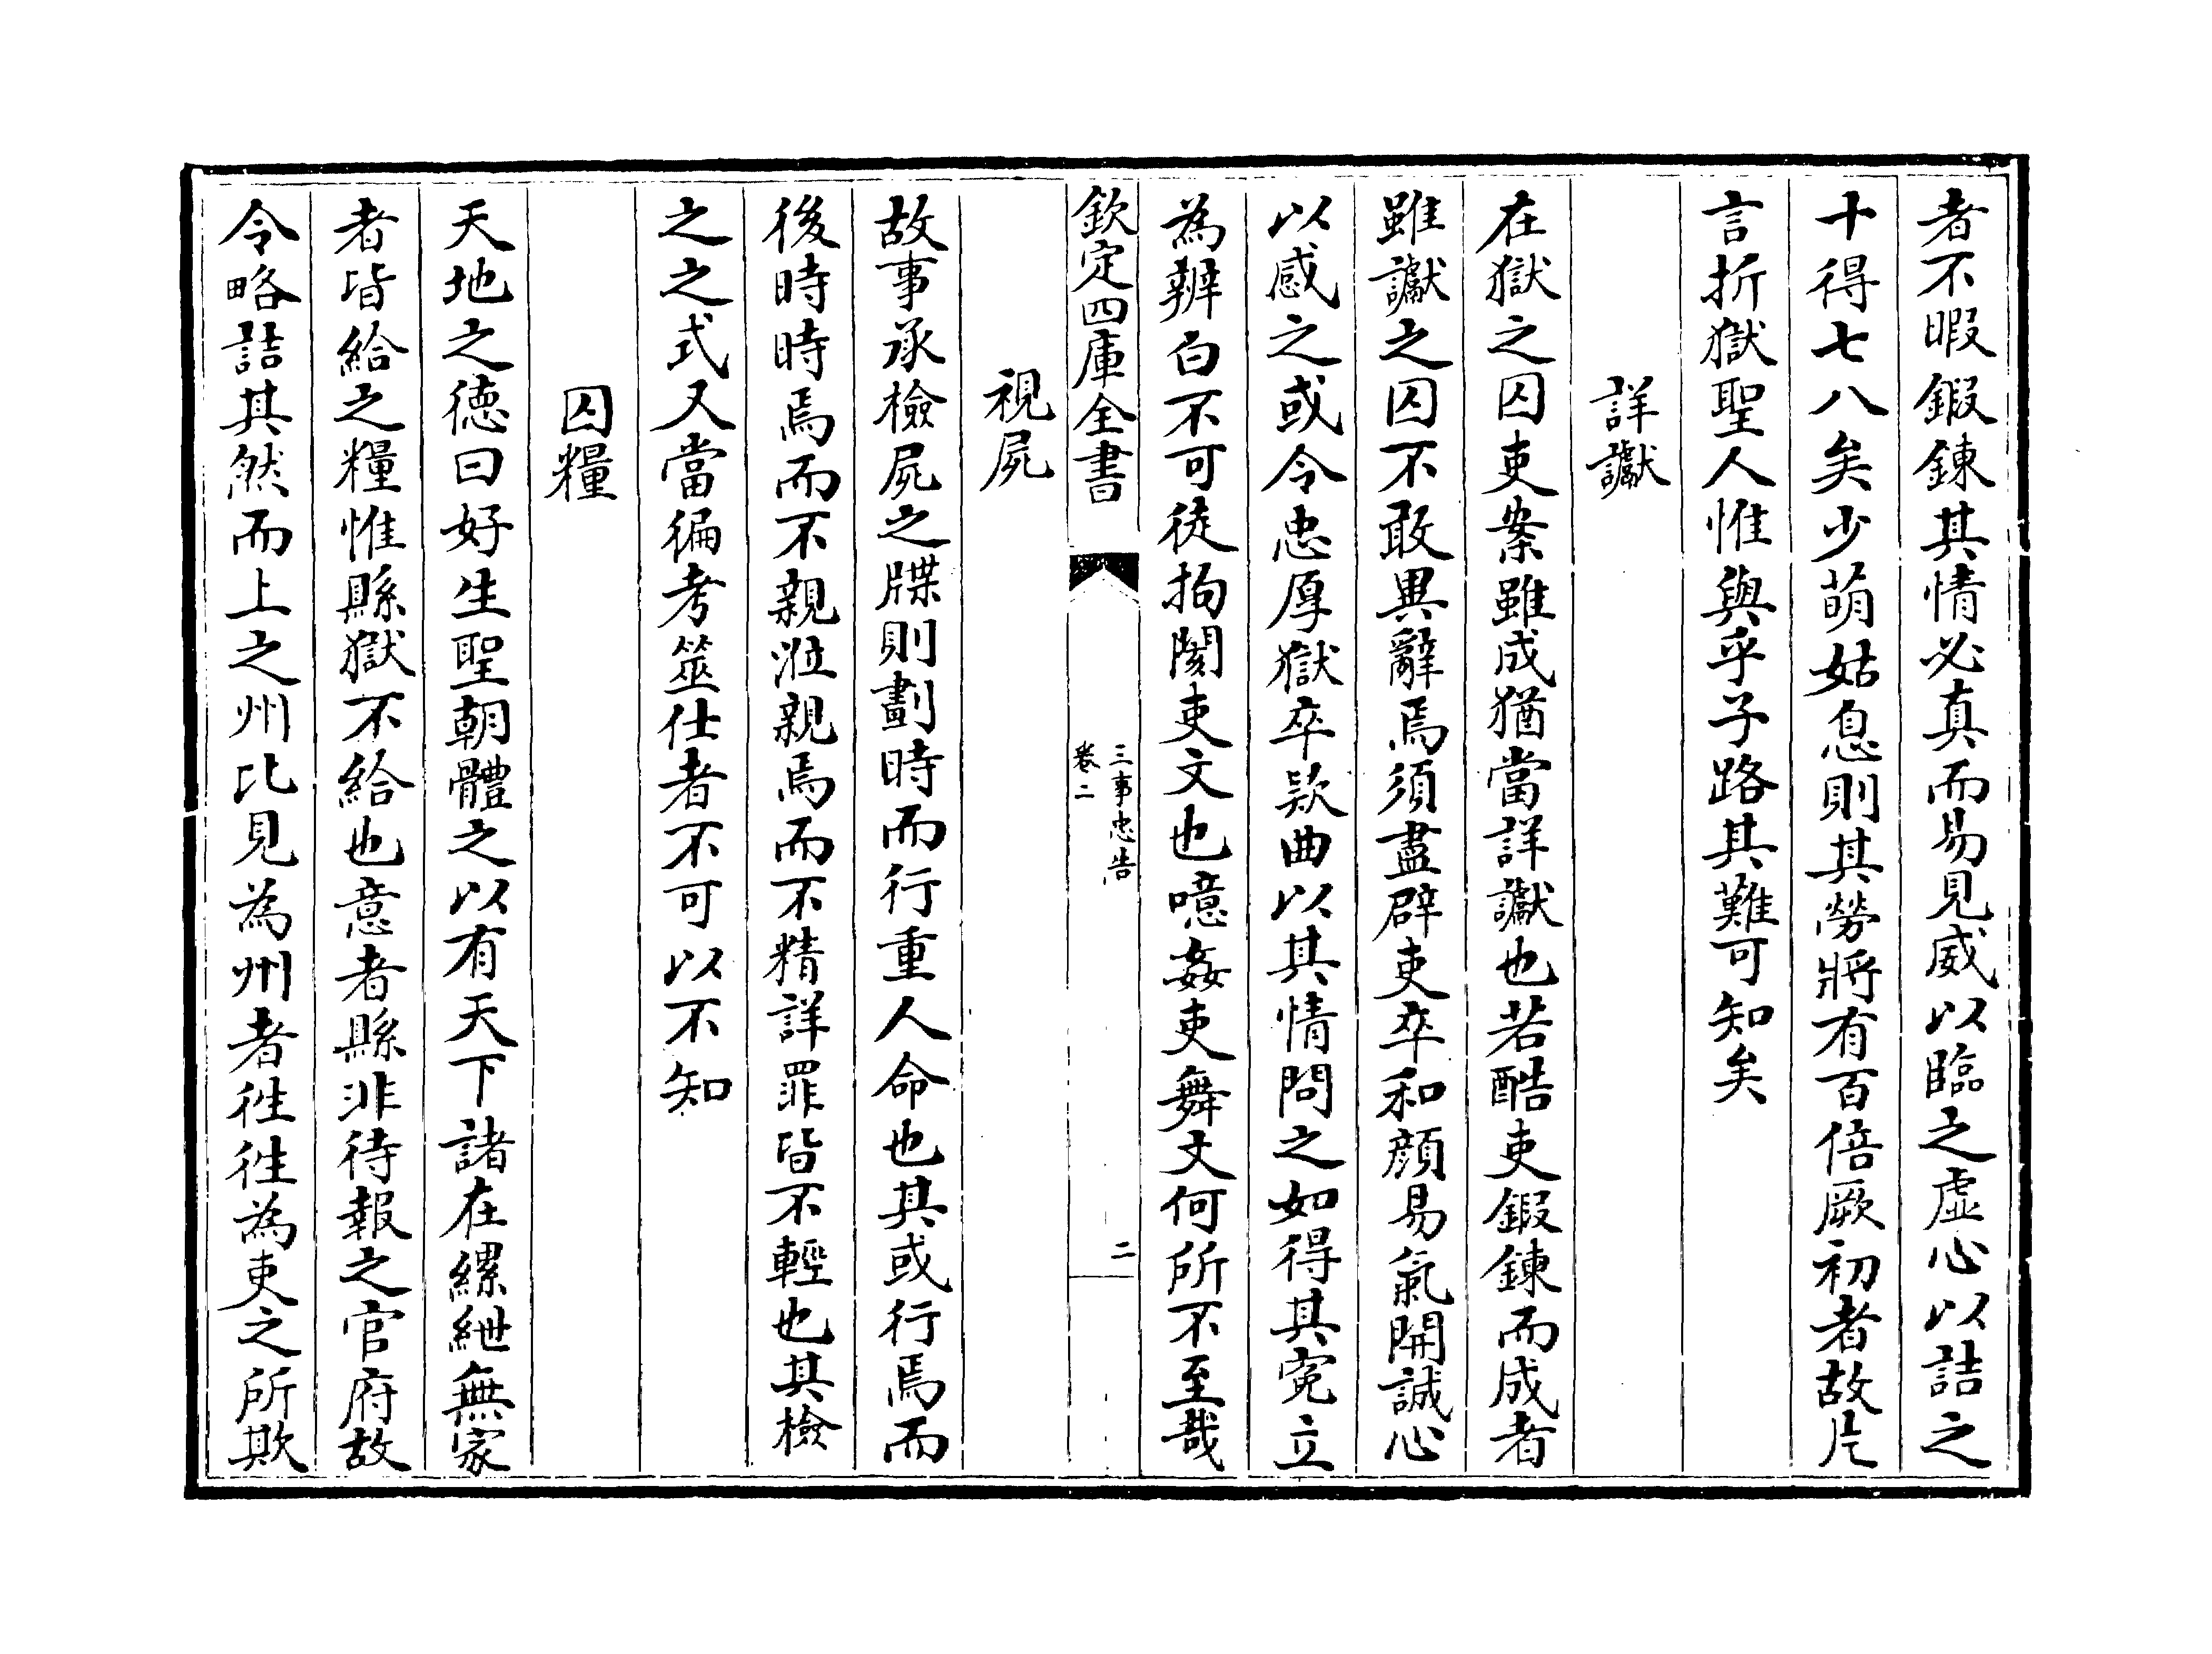 者不暇鍜鍊其情必真而易見威以臨之虚心以詰之
十得七八矣少萌姑息則其勞將有百倍厥初者故片
言折獄聖人惟與乎子路其難可知矣
詳讞
在獄之囚吏案雖成猶當詳讞也若酷吏鍜鍊而成者
雖讞之囚不敢異辭焉須盡辟吏卒和顔易氣開誠心
以感之或令忠厚獄卒欵曲以其情問之如得其寃立
為辨白不可徒拘閡吏文也噫姦吏舞文何所不至哉
欽定四庫全書
三事忠告
卷二
二
視屍
故事承檢屍之牒則劃時而行重人命也其或行焉而
後時時焉而不親涖親焉而不精詳罪皆不輕也其檢
之之式又當徧考筮仕者不可以不知
囚糧
天地之徳曰好生聖朝體之以有天下諸在縲紲無家
者皆給之糧惟縣獄不給也意者縣非待報之官府故
令略詰其然而上之州比見為州者徃徃為吏之所欺